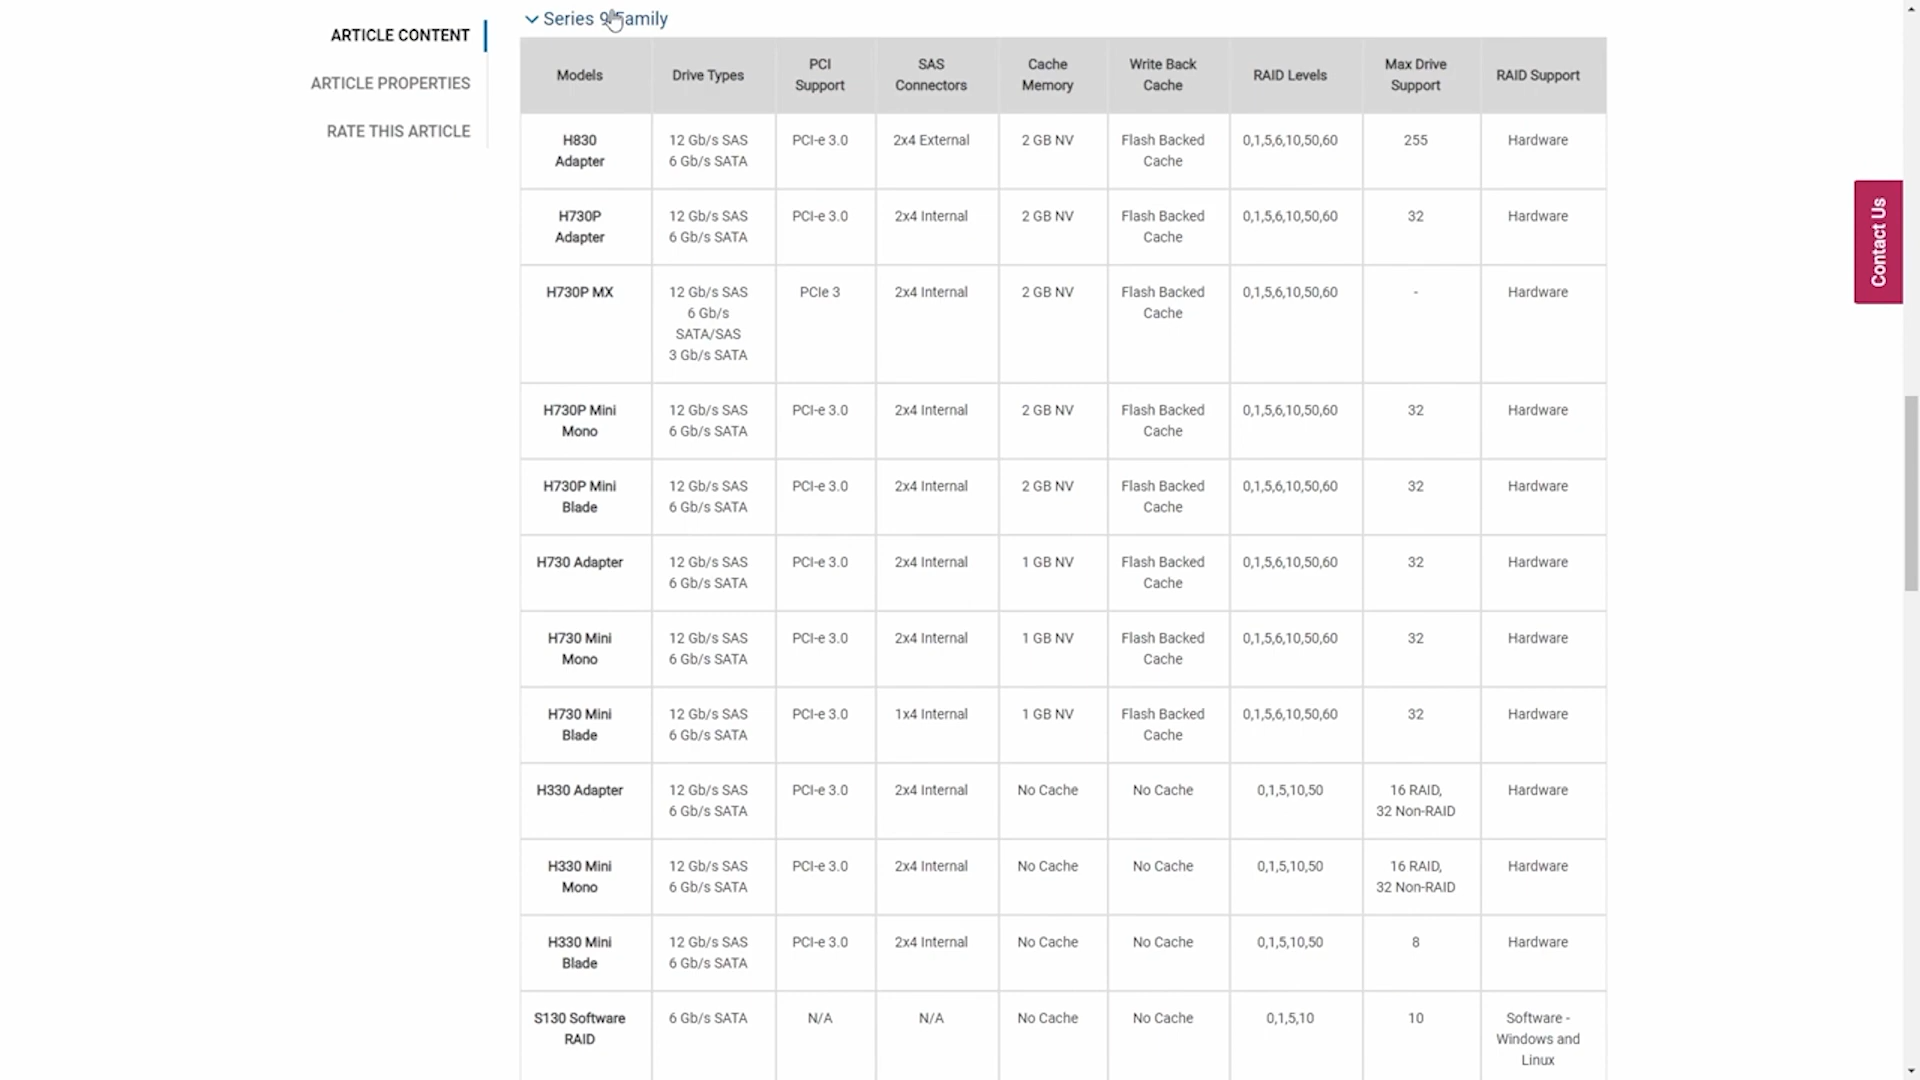 ARTICLE CONTENT
ARTICLE PROPERTIES
RATE THIS ARTICLE
Series 9 Family
Models Drive Types PCI Support SAS Connectors Cache Memory Write Back Cache RAID Levels Max Drive Support RAID Support
H830 Adapter 12 Gb/s SAS 6 Gb/s SATA PCI-e 3.0 2x4 External 2 GB NV Flash Backed Cache 0,1,5,6,10,50,60 255 Hardware
H730P Adapter 12 Gb/s SAS 6 Gb/s SATA PCI-e 3.0 2x4 Internal 2 GB NV Flash Backed Cache 0,1,5,6,10,50,60 32 Hardware
H730P MX 12 Gb/s SAS 6 Gb/s SATA/SAS 3 Gb/s SATA PCIe 3 2x4 Internal 2 GB NV Flash Backed Cache 0,1,5,6,10,50,60 - Hardware
H730P Mini Mono 12 Gb/s SAS 6 Gb/s SATA PCI-e 3.0 2x4 Internal 2 GB NV Flash Backed Cache 0,1,5,6,10,50,60 32 Hardware
H730P Mini Blade 12 Gb/s SAS 6 Gb/s SATA PCI-e 3.0 2x4 Internal 2 GB NV Flash Backed Cache 0,1,5,6,10,50,60 32 Hardware
H730 Adapter 12 Gb/s SAS 6 Gb/s SATA PCI-e 3.0 2x4 Internal 1 GB NV Flash Backed Cache 0,1,5,6,10,50,60 32 Hardware
H730 Mini Mono 12 Gb/s SAS 6 Gb/s SATA PCI-e 3.0 2x4 Internal 1 GB NV Flash Backed Cache 0,1,5,6,10,50,60 32 Hardware
H730 Mini Blade 12 Gb/s SAS 6 Gb/s SATA PCI-e 3.0 1x4 Internal 1 GB NV Flash Backed Cache 0,1,5,6,10,50,60 32 Hardware
H330 Adapter 12 Gb/s SAS 6 Gb/s SATA PCI-e 3.0 2x4 Internal No Cache No Cache 0,1,5,10,50 16 RAID, 32 Non-RAID Hardware
H330 Mini Mono 12 Gb/s SAS 6 Gb/s SATA PCI-e 3.0 2x4 Internal No Cache No Cache 0,1,5,10,50 16 RAID, 32 Non-RAID Hardware
H330 Mini Blade 12 Gb/s SAS 6 Gb/s SATA PCI-e 3.0 2x4 Internal No Cache No Cache 0,1,5,10,50 8 Hardware
S130 Software RAID 6 Gb/s SATA N/A N/A No Cache No Cache 0,1,5,10 10 Software - Windows and Linux
Contact Us